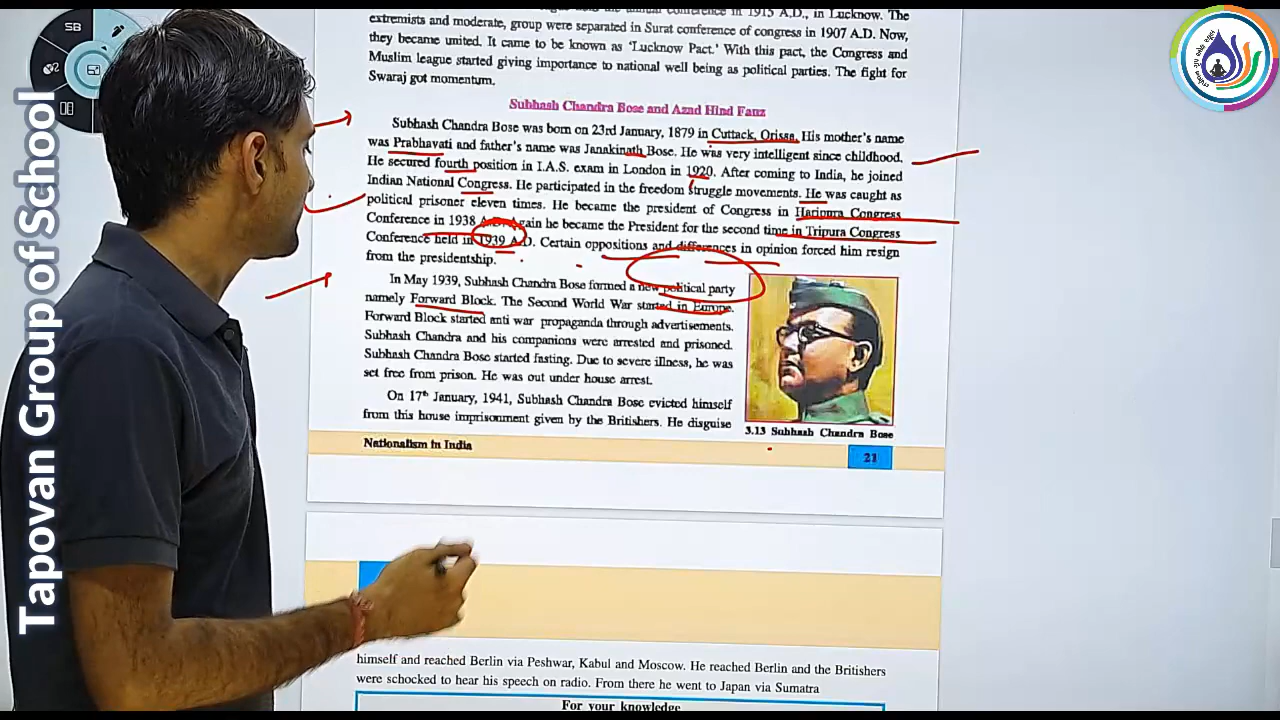 Tapovan Group of School
SB
the annual conference in 1915 A.D., in Lucknow. The
extremists and moderate, group were separated in Surat conference of congress in 1907 A.D. Now,
they became united. It came to be known as 'Lucknow Pact.' With this pact, the Congress and
Muslim league started giving importance to national well being as political parties. The fight for
Swaraj got momentum.
Subhash Chandra Bose and Azad Hind Fauz
Subhash Chandra Bose was born on 23rd January, 1879 in Cuttack, Orissa. His mother's name
was Prabhavati and father's name was Janakinath Bose. He was very intelligent since childhood.
He secured fourth position in I.A.S. exam in London in 1920. After coming to India, he joined
Indian National Congress. He participated in the freedom struggle movements. He was caught as
political prisoner eleven times. He became the president of Congress in Haripura Congress
Conference in 1938 A.D. Again he became the President for the second time in Tripura Congress
Conference held in 1939 A.D. Certain oppositions and differences in opinion forced him resign
from the presidentship.
In May 1939, Subhash Chandra Bose formed a new political party
namely Forward Block. The Second World War started in Europe.
Forward Block started anti war propaganda through advertisements.
Subhash Chandra and his companions were arrested and prisoned.
Subhash Chandra Bose started fasting. Due to severe illness, he was
set free from prison. He was out under house arrest.
On 17th January, 1941, Subhash Chandra Bose evicted himself
from this house imprisonment given by the Britishers. He disguise
3.13 Subhash Chandra Bose
Nationalism in India
21
himself and reached Berlin via Peshwar, Kabul and Moscow. He reached Berlin and the Britishers
were schocked to hear his speech on radio. From there he went to Japan via Sumatra
For your knowledge